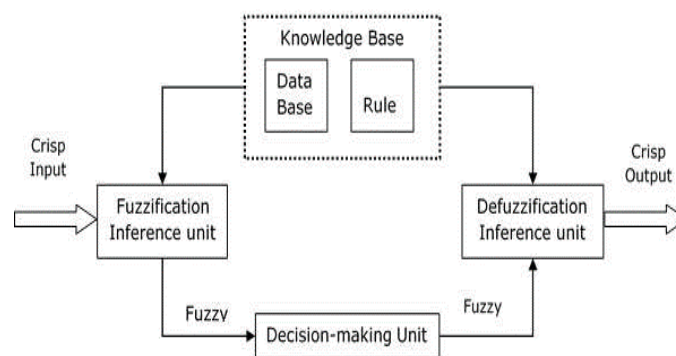 Knowledge Base
Data
Base
Rule
Crisp
Input
Crisp
Output
Fuzzification
Inference unit
Defuzzification
Inference unit
Fuzzy
Fuzzy
Decision-making Unit